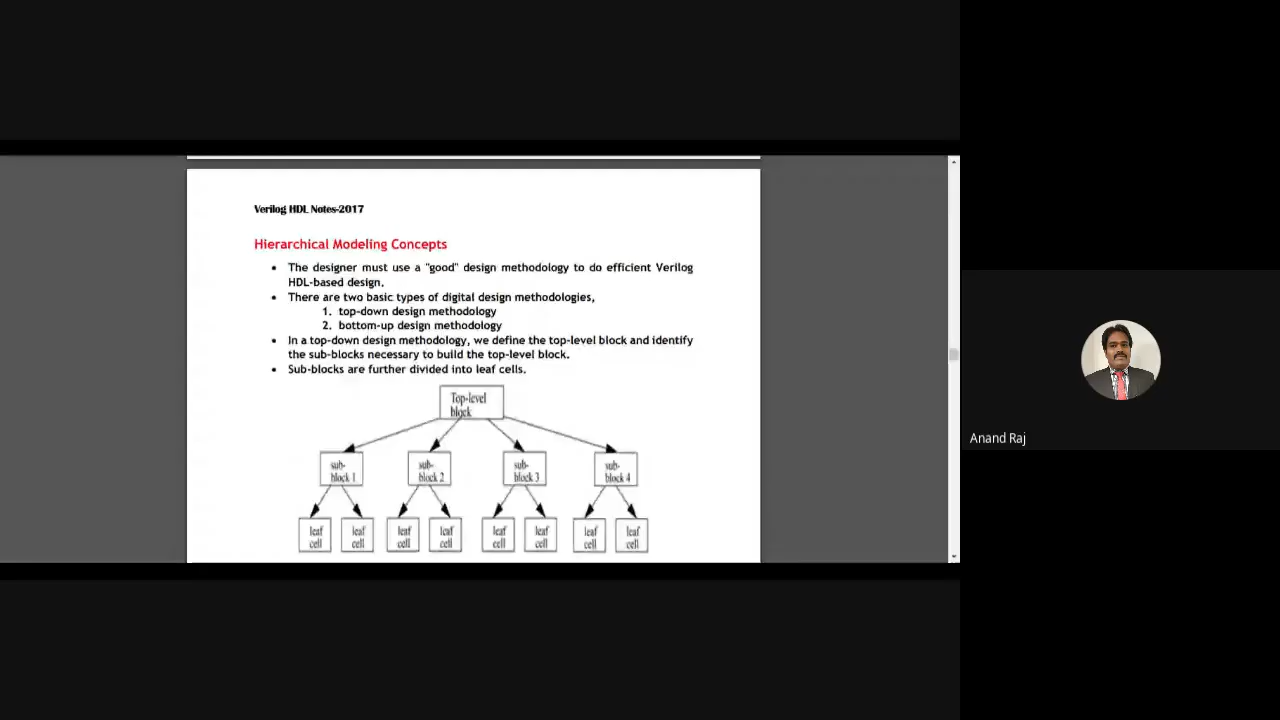 Verilog HDL Notes-2017
Hierarchical Modeling Concepts
• The designer must use a "good" design methodology to do efficient Verilog
HDL-based design.
• There are two basic types of digital design methodologies,
1. top-down design methodology
2. bottom-up design methodology
• In a top-down design methodology, we define the top-level block and identify
the sub-blocks necessary to build the top-level block.
• Sub-blocks are further divided into leaf cells.
Top-level
block
sub-
block 1
sub-
block 2
sub-
block 3
sub-
block 4
leaf
cell
leaf
cell
leaf
cell
leaf
cell
leaf
cell
leaf
cell
leaf
cell
leaf
cell
Anand Raj